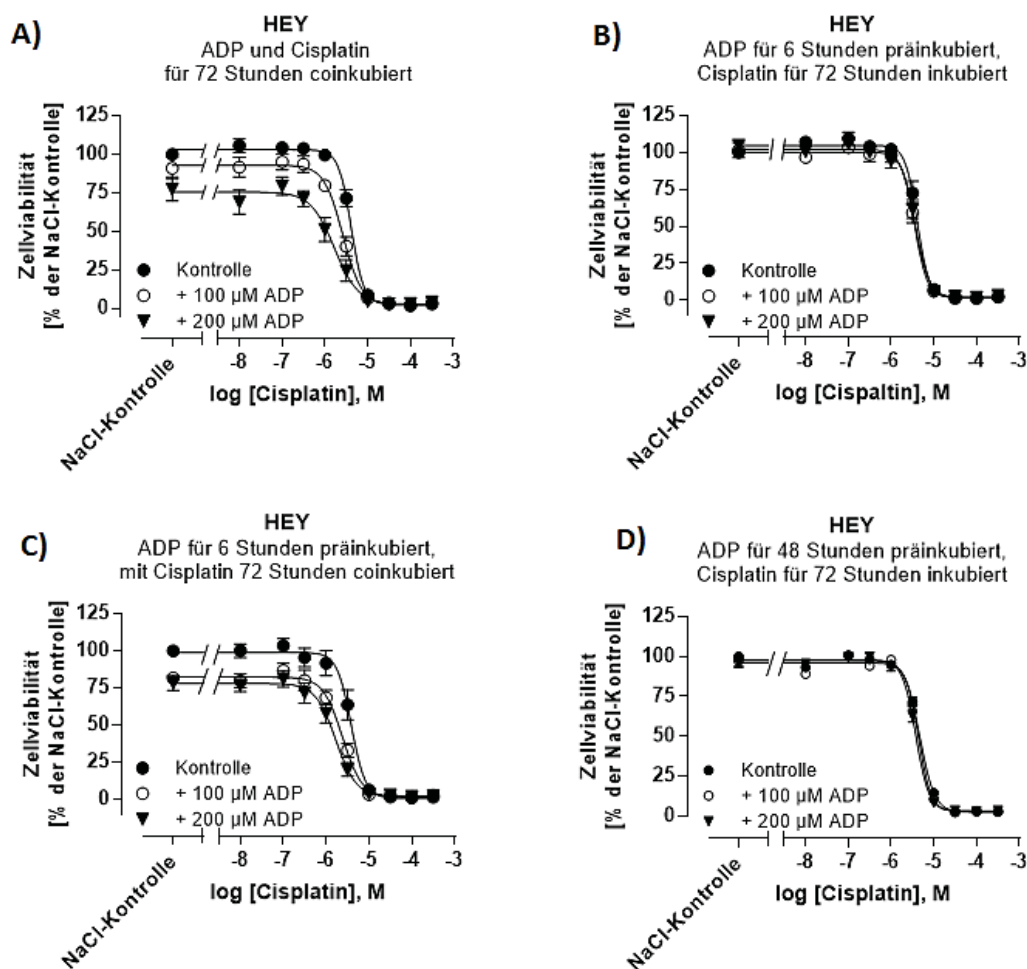 A)
HEY
ADP und Cisplatin
für 72 Stunden coinkubiert
Zellviabilität
[% der NaCl-Kontrolle]
125
100
75
50
25
0
Kontrolle
+ 100 µM ADP
+ 200 µM ADP
-8 -7 -6 -5 -4 -3
NaCl-Kontrolle
log [Cisplatin], M
B)
HEY
ADP für 6 Stunden präinkubiert,
Cisplatin für 72 Stunden inkubiert
Zellviabilität
[% der NaCl-Kontrolle]
125
100
75
50
25
0
Kontrolle
+ 100 µM ADP
+ 200 µM ADP
-8 -7 -6 -5 -4 -3
NaCl-Kontrolle
log [Cispaltin], M
C)
HEY
ADP für 6 Stunden präinkubiert,
mit Cisplatin 72 Stunden coinkubiert
Zellviabilität
[% der NaCl-Kontrolle]
125
100
75
50
25
0
Kontrolle
+ 100 µM ADP
+ 200 µM ADP
-8 -7 -6 -5 -4 -3
NaCl-Kontrolle
log [Cisplatin], M
D)
HEY
ADP für 48 Stunden präinkubiert,
Cisplatin für 72 Stunden inkubiert
Zellviabilität
[% der NaCl-Kontrolle]
125
100
75
50
25
0
Kontrolle
+ 100 µM ADP
+ 200 µM ADP
-8 -7 -6 -5 -4 -3
NaCl-Kontrolle
log [Cisplatin], M